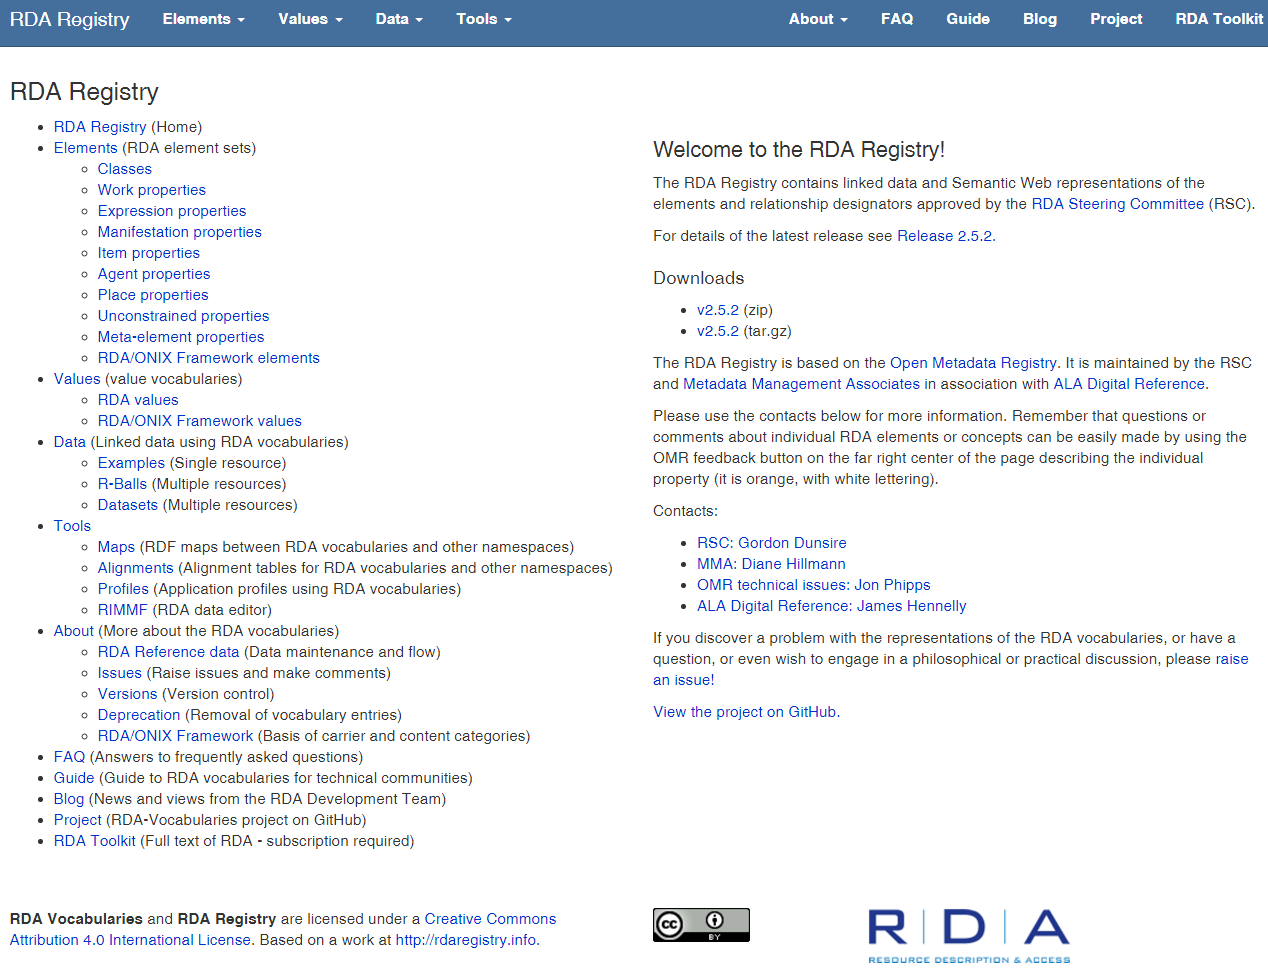 RDA Registry Elements Values Data Tools About FAQ Guide Blog Project RDA Toolkit
RDA Registry
RDA Registry (Home)
Elements (RDA element sets)
Classes
Work properties
Expression properties
Manifestation properties
Item properties
Agent properties
Place properties
Unconstrained properties
Meta-element properties
RDA/ONIX Framework elements
Values (value vocabularies)
RDA values
RDA/ONIX Framework values
Data (Linked data using RDA vocabularies)
Examples (Single resource)
R-Balls (Multiple resources)
Datasets (Multiple resources)
Tools
Maps (RDF maps between RDA vocabularies and other namespaces)
Alignments (Alignment tables for RDA vocabularies and other namespaces)
Profiles (Application profiles using RDA vocabularies)
RIMMF (RDA data editor)
About (More about the RDA vocabularies)
RDA Reference data (Data maintenance and flow)
Issues (Raise issues and make comments)
Versions (Version control)
Deprecation (Removal of vocabulary entries)
RDA/ONIX Framework (Basis of carrier and content categories)
FAQ (Answers to frequently asked questions)
Guide (Guide to RDA vocabularies for technical communities)
Blog (News and views from the RDA Development Team)
Project (RDA-Vocabularies project on GitHub)
RDA Toolkit (Full text of RDA - subscription required)
Welcome to the RDA Registry!
The RDA Registry contains linked data and Semantic Web representations of the
elements and relationship designators approved by the RDA Steering Committee (RSC).
For details of the latest release see Release 2.5.2.
Downloads
v2.5.2 (zip)
v2.5.2 (tar.gz)
The RDA Registry is based on the Open Metadata Registry. It is maintained by the RSC
and Metadata Management Associates in association with ALA Digital Reference.
Please use the contacts below for more information. Remember that questions or
comments about individual RDA elements or concepts can be easily made by using the
OMR feedback button on the far right center of the page describing the individual
property (it is orange, with white lettering).
Contacts:
RSC: Gordon Dunsire
MMA: Diane Hillmann
OMR technical issues: Jon Phipps
ALA Digital Reference: James Hennelly
If you discover a problem with the representations of the RDA vocabularies, or have a
question, or even wish to engage in a philosophical or practical discussion, please raise
an issue!
View the project on GitHub.
RDA Vocabularies and RDA Registry are licensed under a Creative Commons
Attribution 4.0 International License. Based on a work at http://rdaregistry.info.
cc BY
R|D|A
RESOURCE DESCRIPTION & ACCESS